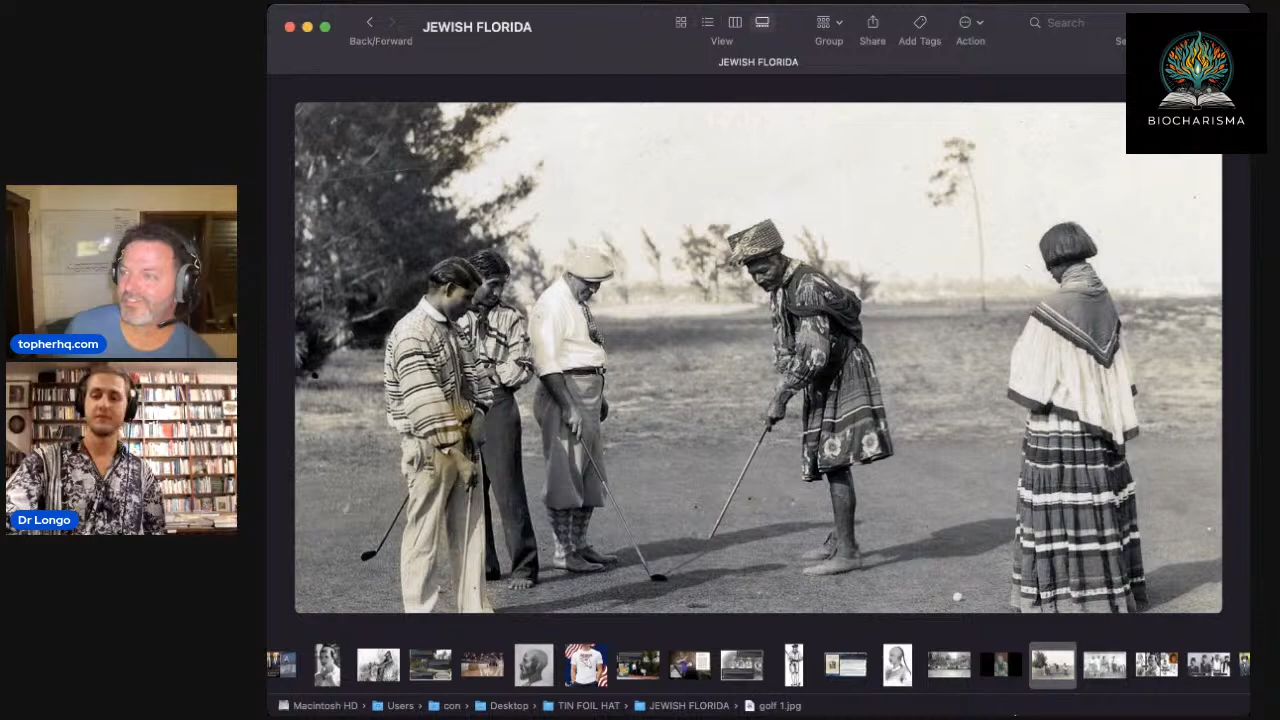 JEWISH FLORIDA
Back/Forward
View
Group
Share
Add Tags
Action
Search
JEWISH FLORIDA
BIOCHARISMA
topherhq.com
Dr Longo
Macintosh HD › Users › con › Desktop › TIN FOIL HAT › JEWISH FLORIDA › golf 1.jpg